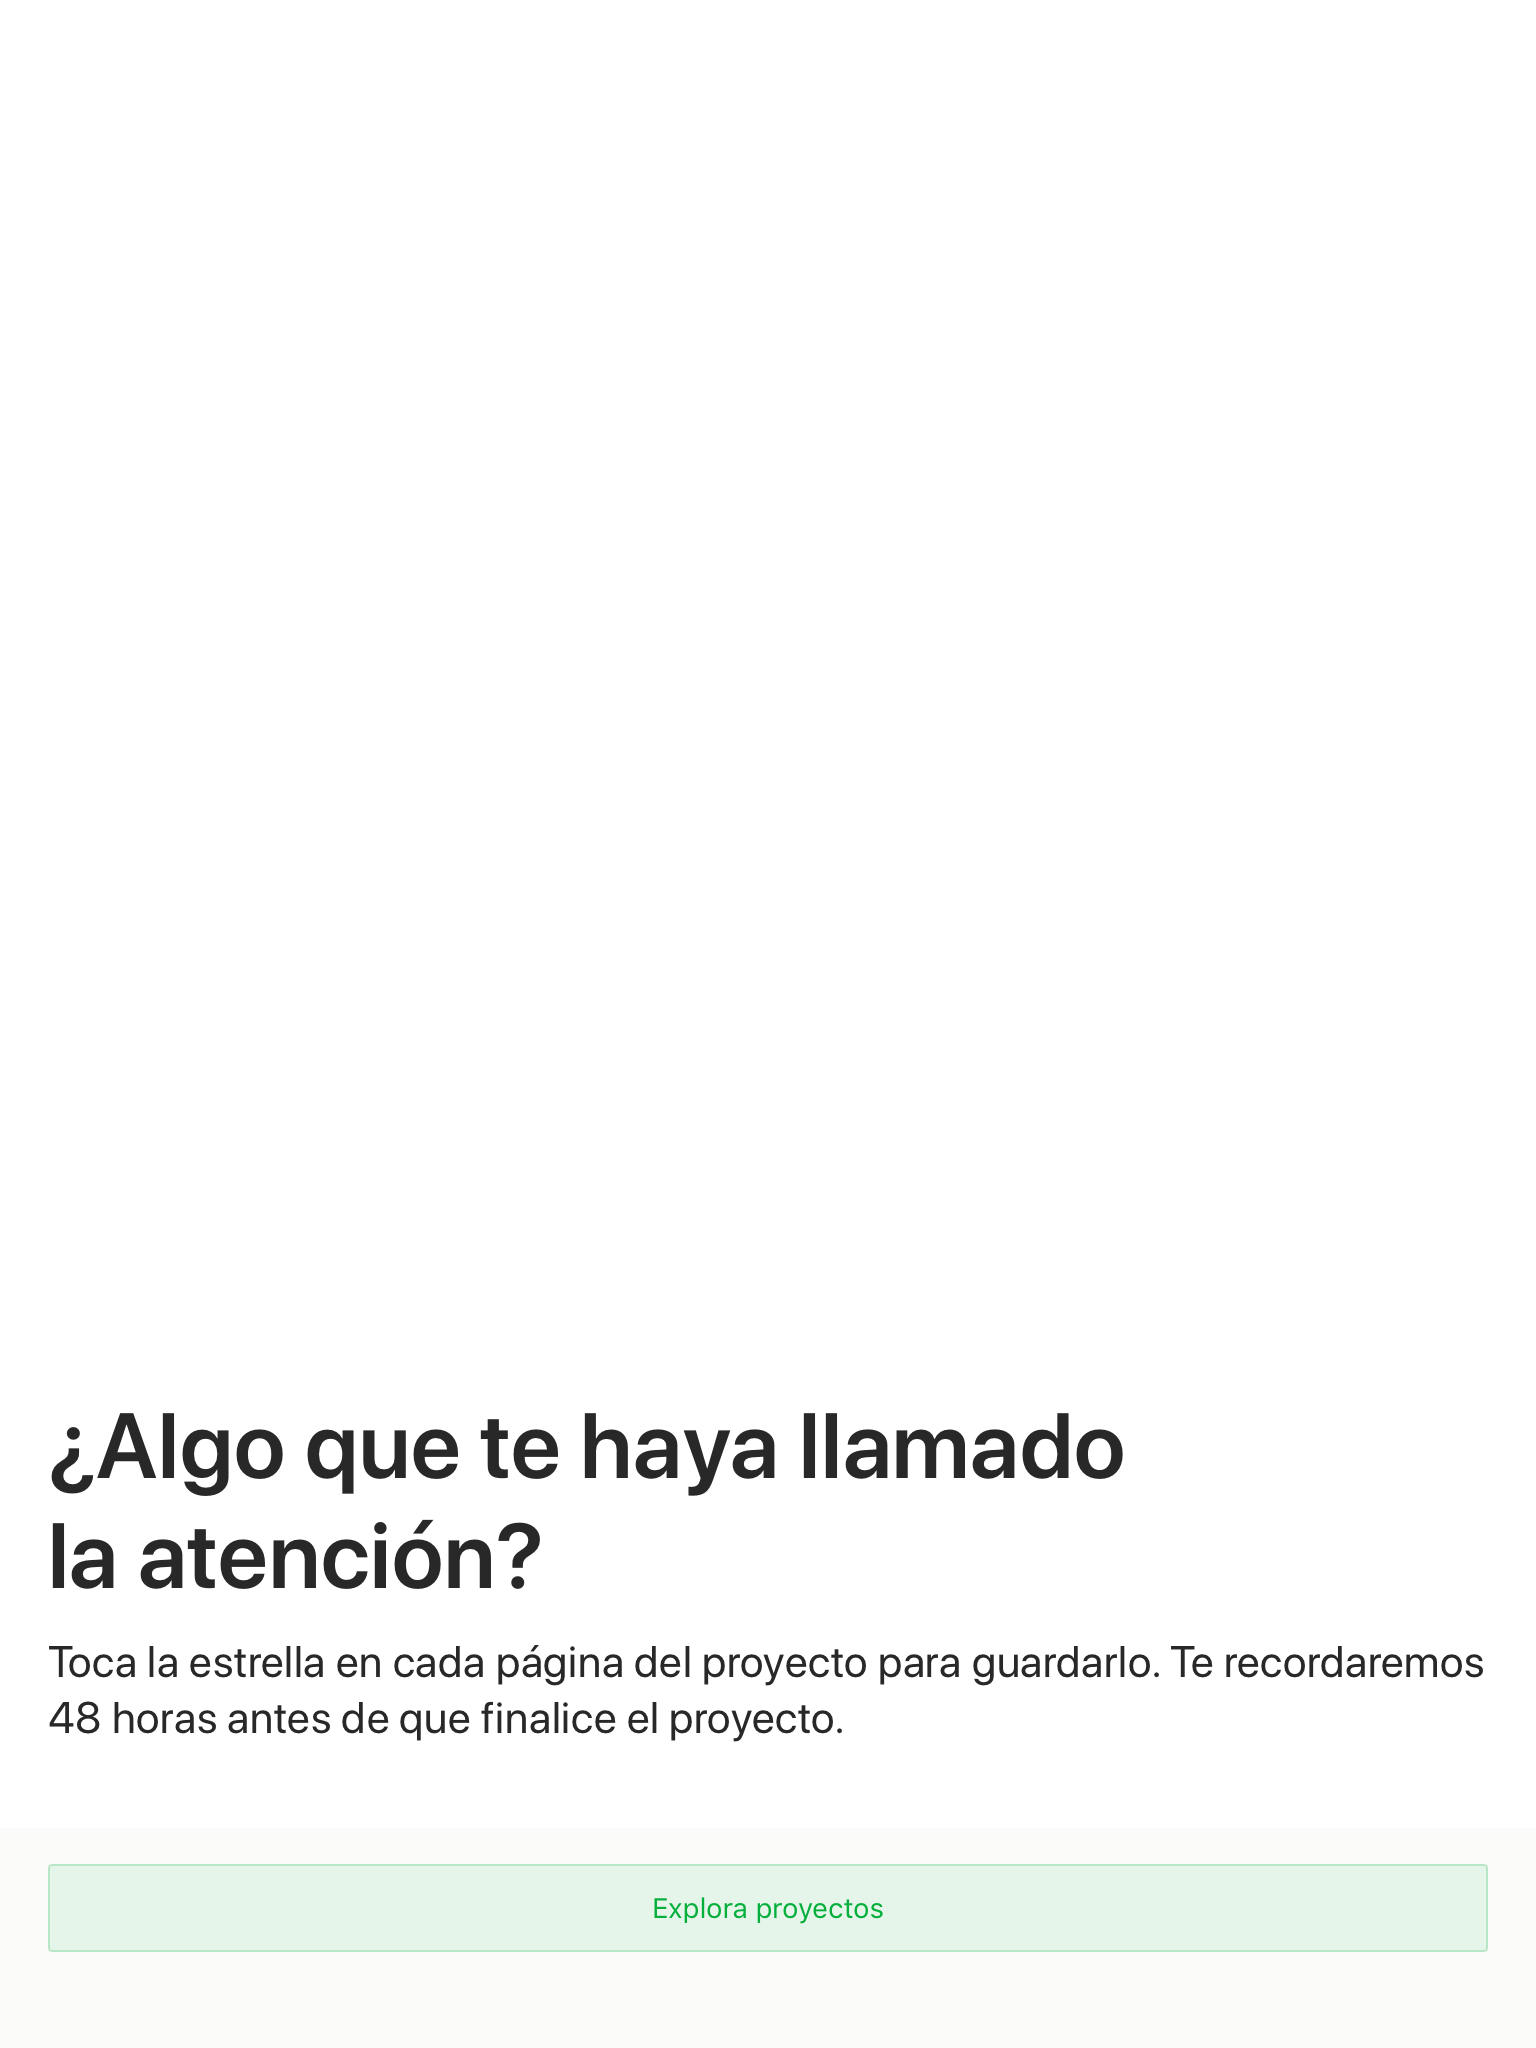 ¿Algo que te haya llamado
la atención?
Toca la estrella en cada página del proyecto para guardarlo. Te recordaremos
48 horas antes de que finalice el proyecto.
Explora proyectos